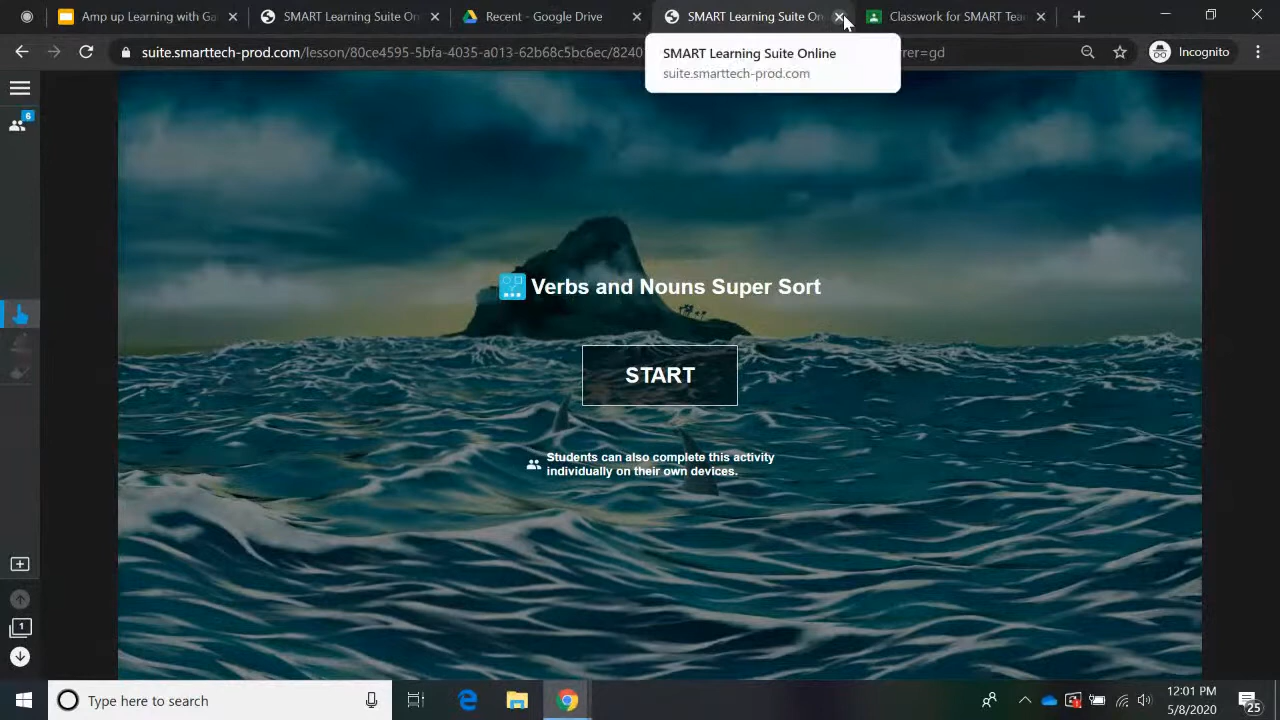 Amp up Learning with Ga
SMART Learning Suite On
Recent - Google Drive
SMART Learning Suite On
Classwork for SMART Tea
suite.smarttech-prod.com/lesson/80ce4595-5bfa-4035-a013-62b68c5bc6ec/8240
rer=gd
Incognito
SMART Learning Suite Online
suite.smarttech-prod.com
6
Verbs and Nouns Super Sort
START
Students can also complete this activity
individually on their own devices.
1
Type here to search
12:01 PM
5/8/2020
25